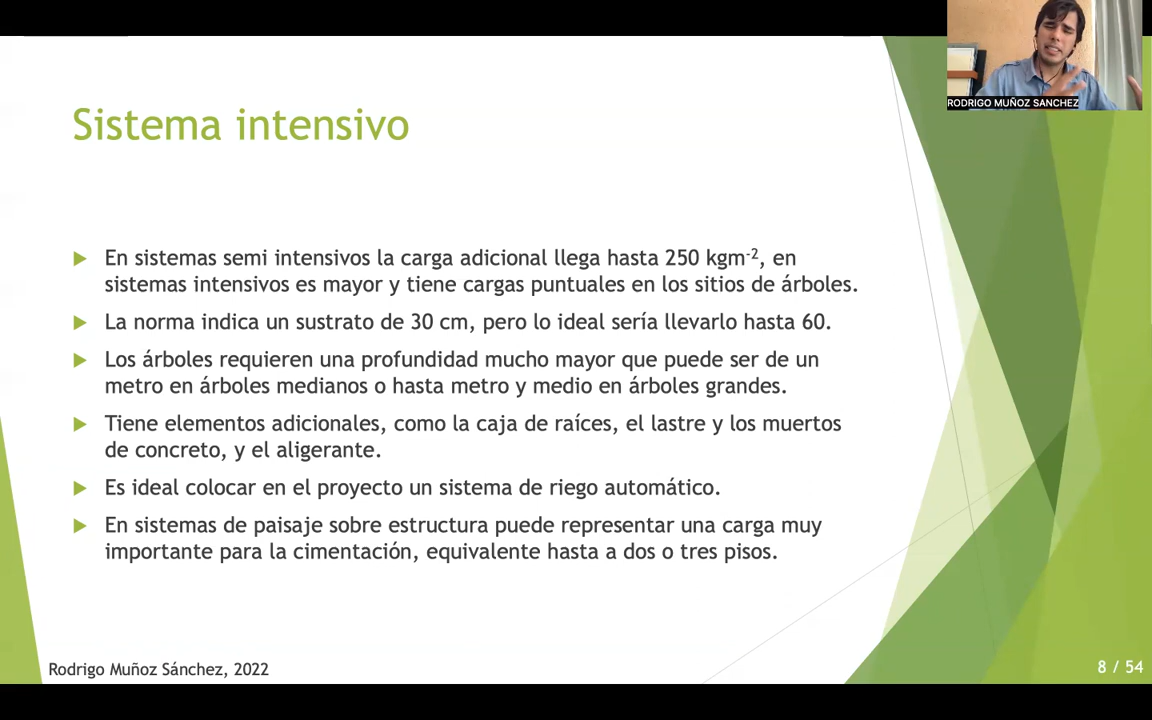 RODRIGO MUÑOZ SANCHEZ
Sistema intensivo
En sistemas semi intensivos la carga adicional llega hasta 250 kgm⁻², en
sistemas intensivos es mayor y tiene cargas puntuales en los sitios de árboles.
La norma indica un sustrato de 30 cm, pero lo ideal sería llevarlo hasta 60.
Los árboles requieren una profundidad mucho mayor que puede ser de un
metro en árboles medianos o hasta metro y medio en árboles grandes.
Tiene elementos adicionales, como la caja de raíces, el lastre y los muertos
de concreto, y el aligerante.
Es ideal colocar en el proyecto un sistema de riego automático.
En sistemas de paisaje sobre estructura puede representar una carga muy
importante para la cimentación, equivalente hasta a dos o tres pisos.
Rodrigo Muñoz Sánchez, 2022
8 / 54